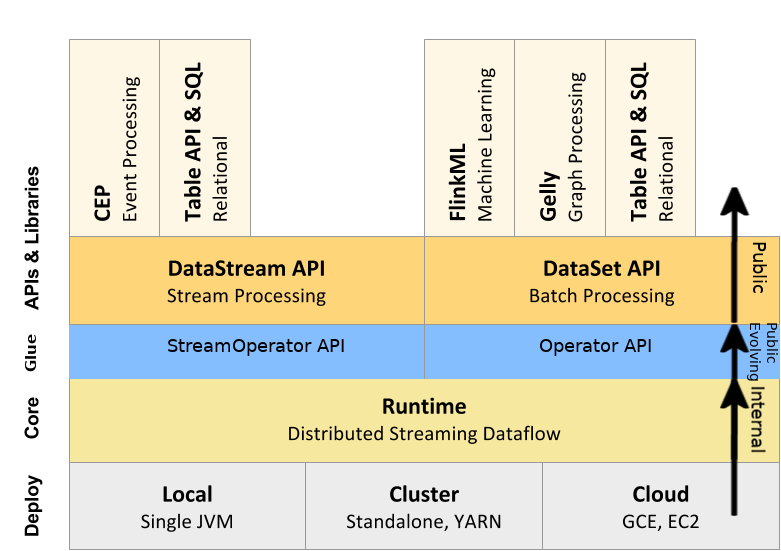 APIs & Libraries
CEP
Event Processing
Table API & SQL
Relational
FlinkML
Machine Learning
Gelly
Graph Processing
Table API & SQL
Relational
DataStream API
Stream Processing
DataSet API
Batch Processing
Public
Glue
StreamOperator API
Operator API
Public
Evolving
Core
Runtime
Distributed Streaming Dataflow
Internal
Deploy
Local
Single JVM
Cluster
Standalone, YARN
Cloud
GCE, EC2